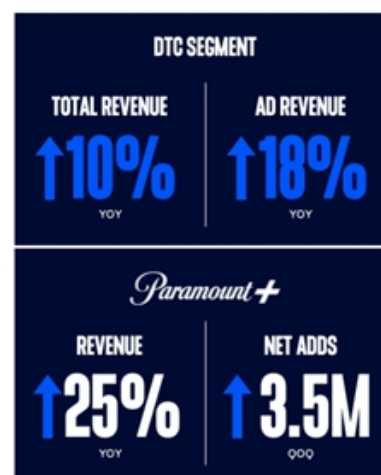 DTC SEGMENT
TOTAL REVENUE
↑10%
YOY
AD REVENUE
↑18%
YOY
Paramount+
REVENUE
↑25%
YOY
NET ADDS
↑3.5M
QOQ